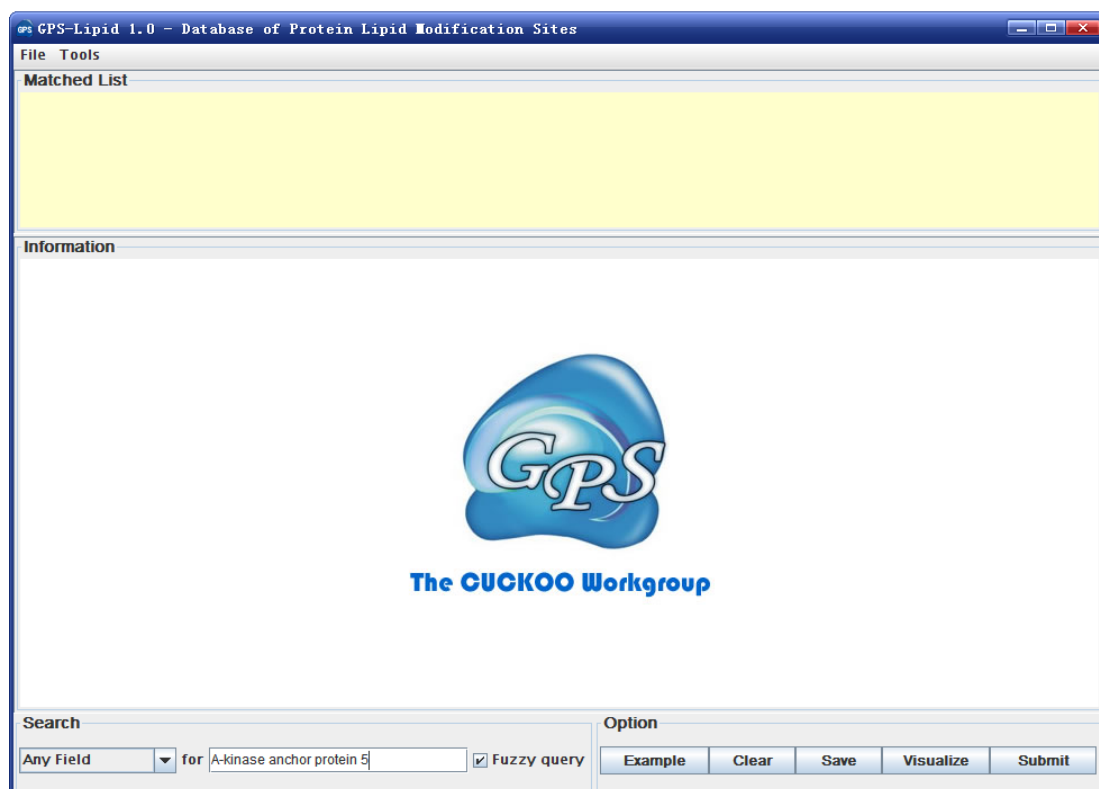 GPS GPS-Lipid 1.0 - Database of Protein Lipid Modification Sites
File Tools
Matched List
Information
GPS
The CUCKOO Workgroup
Search
Option
Any Field for A-kinase anchor protein 5 Fuzzy query Example Clear Save Visualize Submit